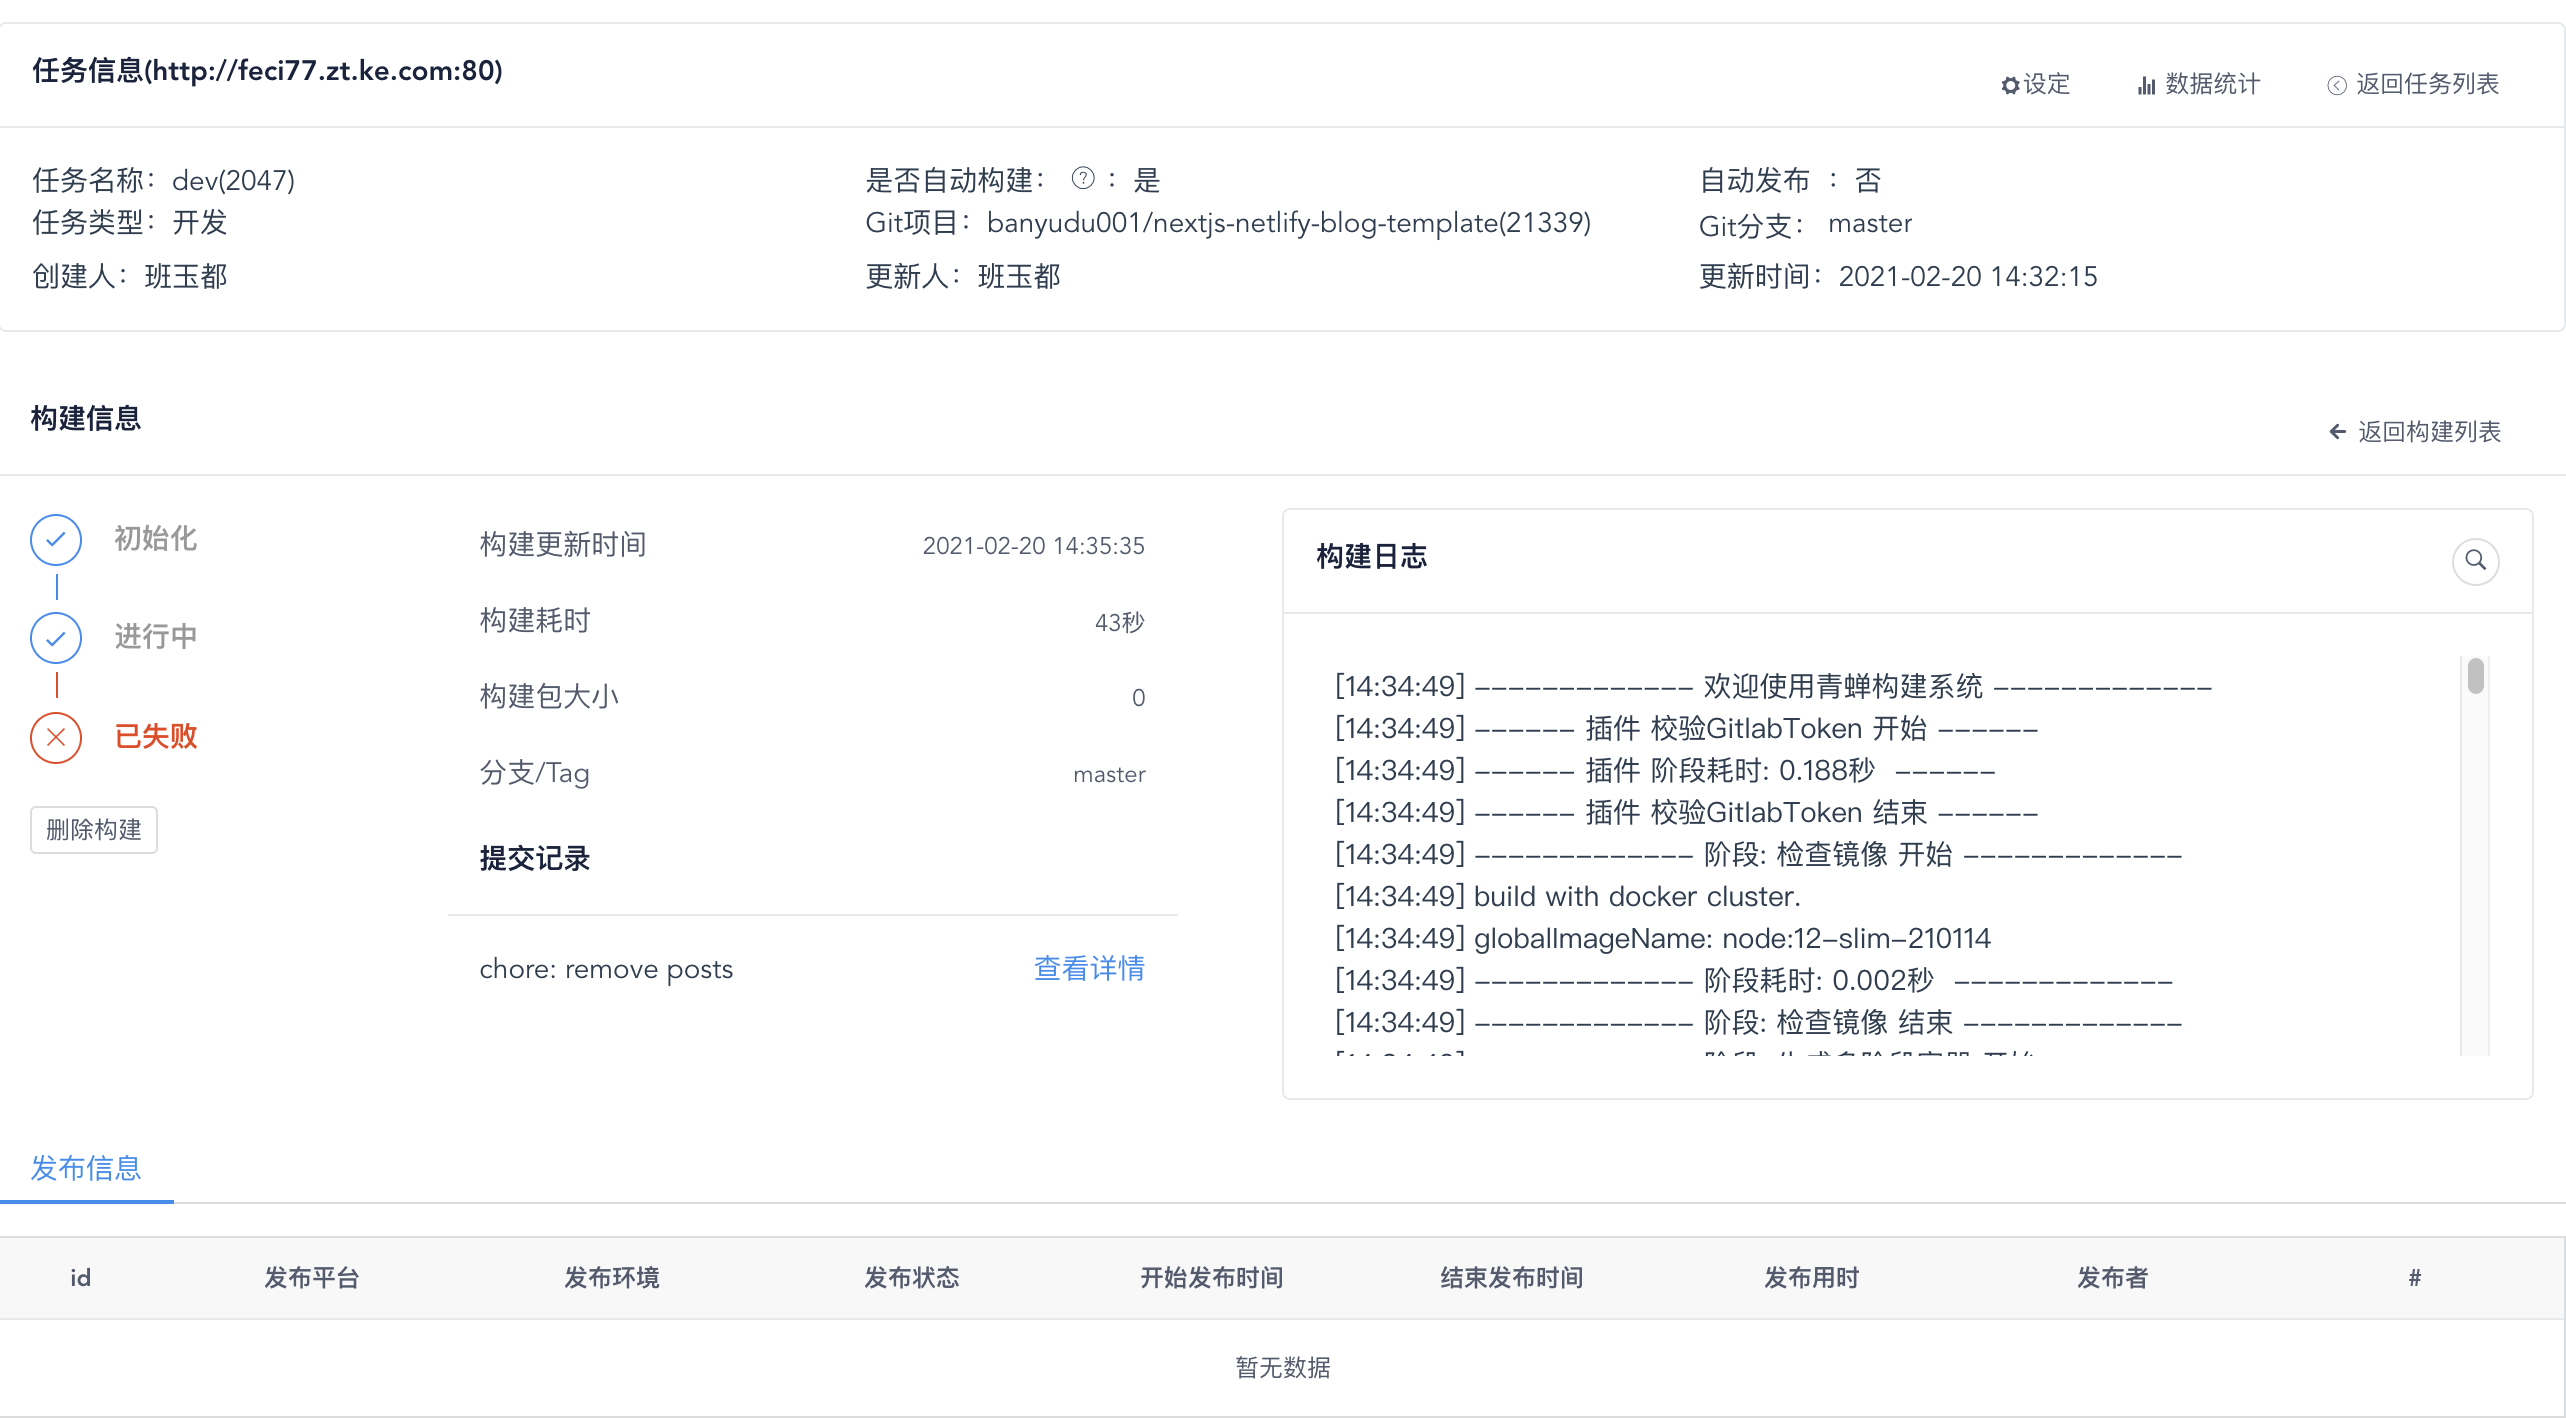 任务信息(http://feci77.zt.ke.com:80)
设定 数据统计 返回任务列表
任务名称： dev(2047) 是否自动构建： ? ： 是 自动发布 ： 否
任务类型： 开发 Git项目： banyudu001/nextjs-netlify-blog-template(21339) Git分支： master
创建人： 班玉都 更新人： 班玉都 更新时间： 2021-02-20 14:32:15
构建信息
返回构建列表
初始化
进行中
已失败
删除构建
构建更新时间 2021-02-20 14:35:35
构建耗时 43秒
构建包大小 0
分支/Tag master
提交记录
chore: remove posts 查看详情
构建日志
[14:34:49] ------------- 欢迎使用青蝉构建系统 -------------
[14:34:49] ------ 插件 校验GitlabToken 开始 ------
[14:34:49] ------ 插件 阶段耗时: 0.188秒 ------
[14:34:49] ------ 插件 校验GitlabToken 结束 ------
[14:34:49] ------------- 阶段: 检查镜像 开始 -------------
[14:34:49] build with docker cluster.
[14:34:49] globalImageName: node:12-slim-210114
[14:34:49] ------------- 阶段耗时: 0.002秒 -------------
[14:34:49] ------------- 阶段: 检查镜像 结束 -------------
发布信息
id 发布平台 发布环境 发布状态 开始发布时间 结束发布时间 发布用时 发布者 #
暂无数据